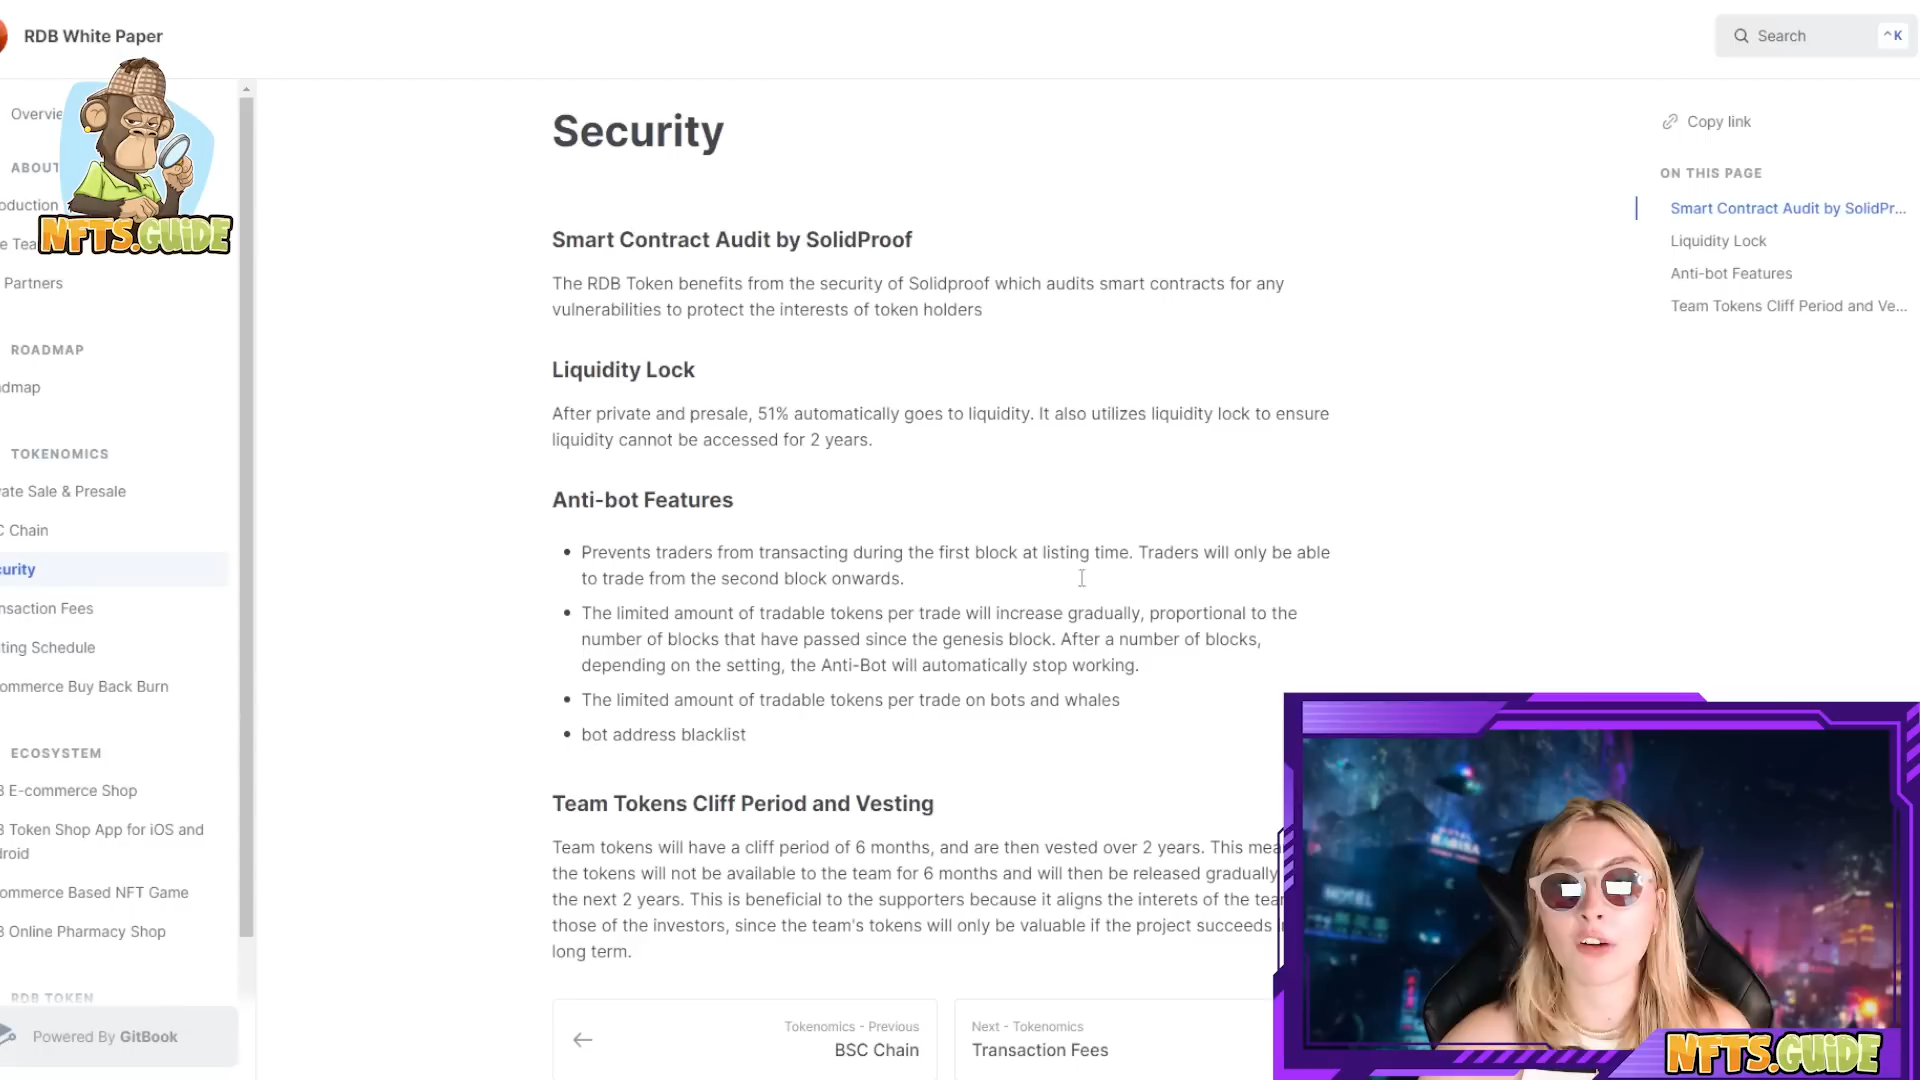 RDB White Paper
Search
^K
Overvie
ABOUT
oduction
e Tea
Partners
ROADMAP
admap
TOKENOMICS
ate Sale & Presale
C Chain
curity
nsaction Fees
ting Schedule
ommerce Buy Back Burn
ECOSYSTEM
B E-commerce Shop
B Token Shop App for iOS and
droid
ommerce Based NFT Game
B Online Pharmacy Shop
RDB TOKEN
Powered By GitBook
NFTS.GUiDE
Security
Smart Contract Audit by SolidProof
The RDB Token benefits from the security of Solidproof which audits smart contracts for any
vulnerabilities to protect the interests of token holders
Liquidity Lock
After private and presale, 51% automatically goes to liquidity. It also utilizes liquidity lock to ensure
liquidity cannot be accessed for 2 years.
Anti-bot Features
• Prevents traders from transacting during the first block at listing time. Traders will only be able
to trade from the second block onwards.
• The limited amount of tradable tokens per trade will increase gradually, proportional to the
number of blocks that have passed since the genesis block. After a number of blocks,
depending on the setting, the Anti-Bot will automatically stop working.
• The limited amount of tradable tokens per trade on bots and whales
• bot address blacklist
Team Tokens Cliff Period and Vesting
Team tokens will have a cliff period of 6 months, and are then vested over 2 years. This mea
the tokens will not be available to the team for 6 months and will then be released gradually
the next 2 years. This is beneficial to the supporters because it aligns the interets of the tea
those of the investors, since the team's tokens will only be valuable if the project succeeds
long term.
Tokenomics - Previous
BSC Chain
Next - Tokenomics
Transaction Fees
Copy link
ON THIS PAGE
Smart Contract Audit by SolidPr...
Liquidity Lock
Anti-bot Features
Team Tokens Cliff Period and Ve...
HOTEL
NFTS.GUiDE